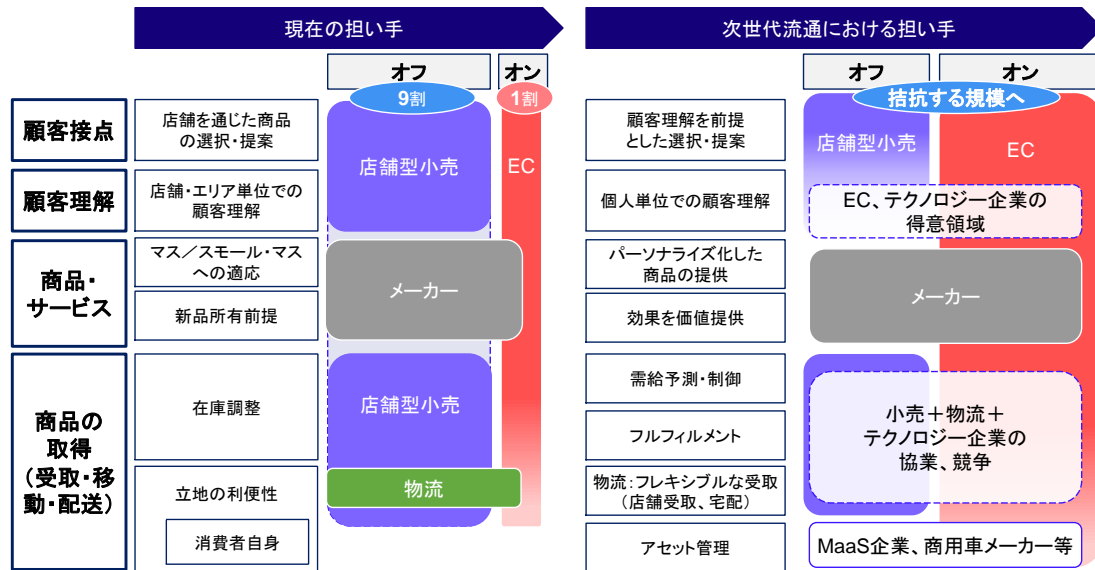 現在の担い手
次世代流通における担い手
オフ
オン
オフ
オン
9割
1割
拮抗する規模へ
顧客接点
店舗を通じた商品
の選択・提案
店舗型小売
EC
顧客理解を前提
とした選択・提案
店舗型小売
EC
顧客理解
店舗・エリア単位での
顧客理解
個人単位での顧客理解
EC、テクノロジー企業の
得意領域
商品・
サービス
マス／スモール・マス
への適応
新品所有前提
メーカー
パーソナライズ化した
商品の提供
効果を価値提供
メーカー
商品の
取得
（受取・移
動・配送）
在庫調整
店舗型小売
立地の利便性
物流
消費者自身
需給予測・制御
フルフィルメント
物流：フレキシブルな受取
（店舗受取、宅配）
アセット管理
小売＋物流＋
テクノロジー企業の
協業、競争
MaaS企業、商用車メーカー等